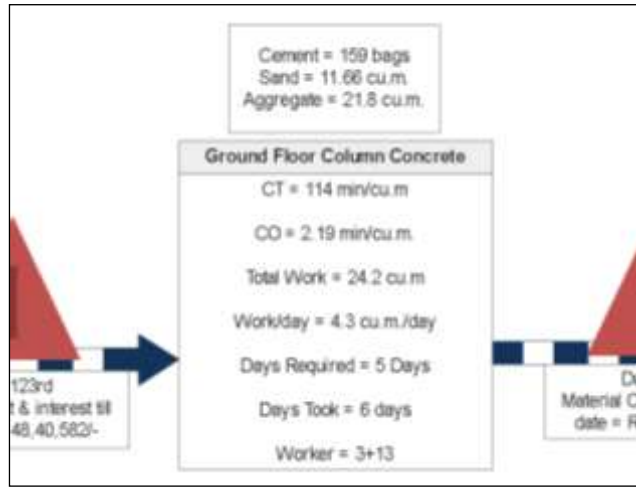 Cement = 159 bags
Sand = 11.66 cu.m.
Aggregate = 21.8 cu.m.
Ground Floor Column Concrete
CT = 114 min/cu.m
CO = 2.19 min/cu.m.
Total Work = 24.2 cu.m
Work/day = 4.3 cu.m./day
Days Required = 5 Days
Days Took = 6 days
Worker = 3+13
123rd
t & interest till
48,40,582/-
Material
date =